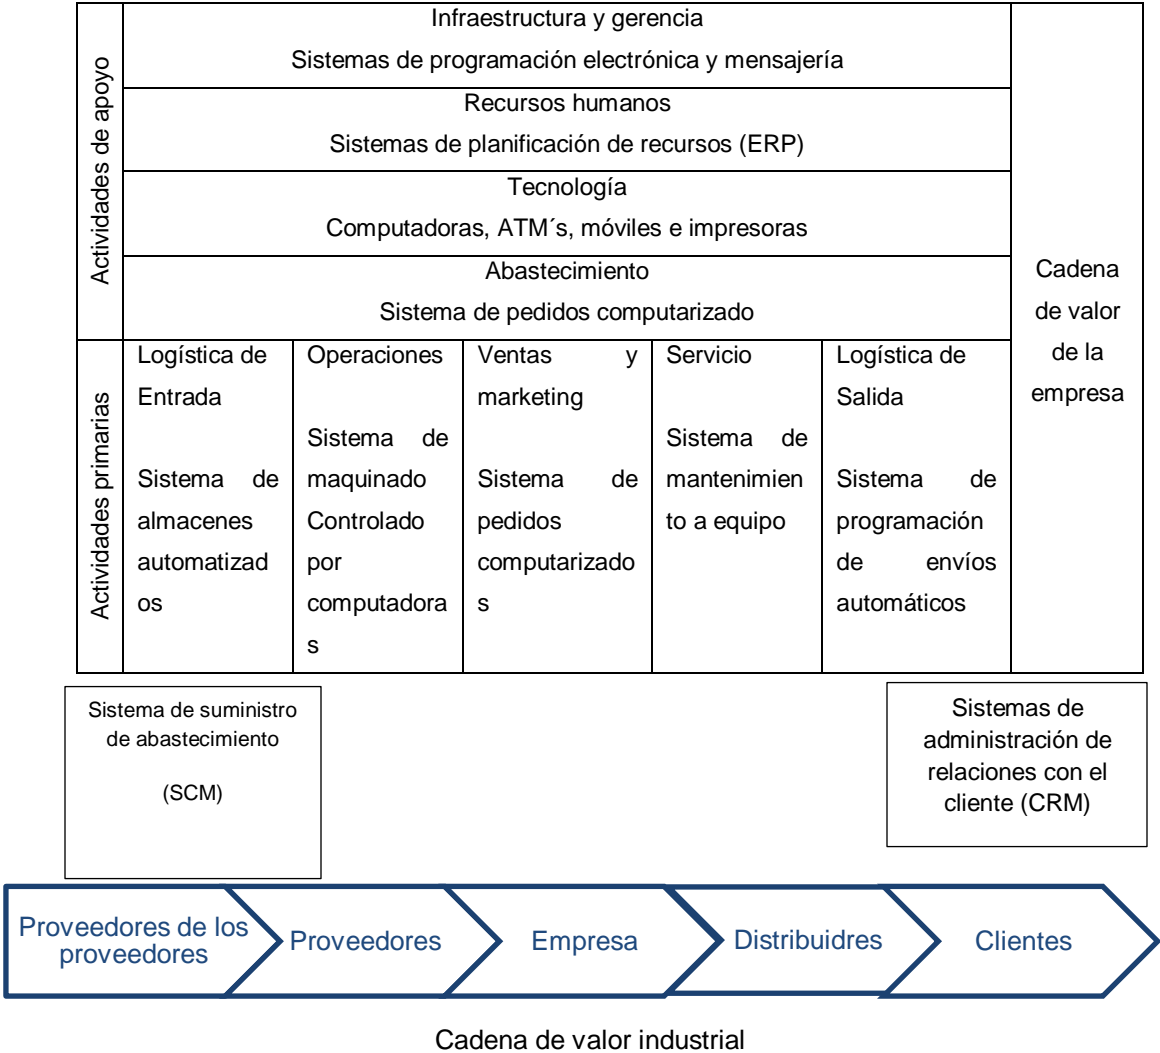 Actividades de apoyo
Infraestructura y gerencia
Sistemas de programación electrónica y mensajería
Recursos humanos
Sistemas de planificación de recursos (ERP)
Tecnología
Computadoras, ATM´s, móviles e impresoras
Abastecimiento
Sistema de pedidos computarizado
Actividades primarias
Logística de
Entrada
Sistema de
almacenes
automatizad
os
Operaciones
Sistema de
maquinado
Controlado
por
computadora
s
Ventas y
marketing
Sistema de
pedidos
computarizado
s
Servicio
Sistema de
mantenimien
to a equipo
Logística de
Salida
Sistema de
programación
de envíos
automáticos
Cadena
de valor
de la
empresa
Sistema de suministro
de abastecimiento
(SCM)
Sistemas de
administración de
relaciones con el
cliente (CRM)
Proveedores de los
proveedores
Proveedores
Empresa
Distribuidres
Clientes
Cadena de valor industrial